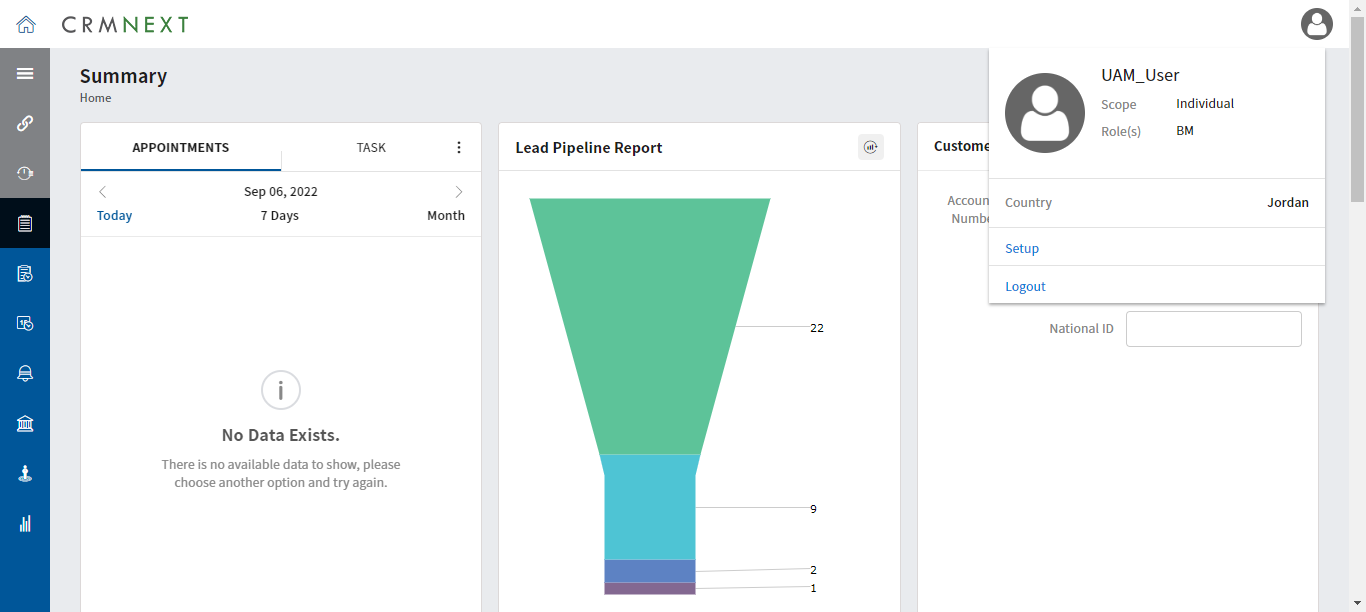 CRMNEXT
Summary
Home
UAM_User
Scope Individual
Role(s) BM
Country Jordan
Setup
Logout
APPOINTMENTS TASK
Sep 06, 2022
Today 7 Days Month
No Data Exists.
There is no available data to show, please
choose another option and try again.
Lead Pipeline Report
22
9
2
1
Custome
Accoun
Numbe
National ID